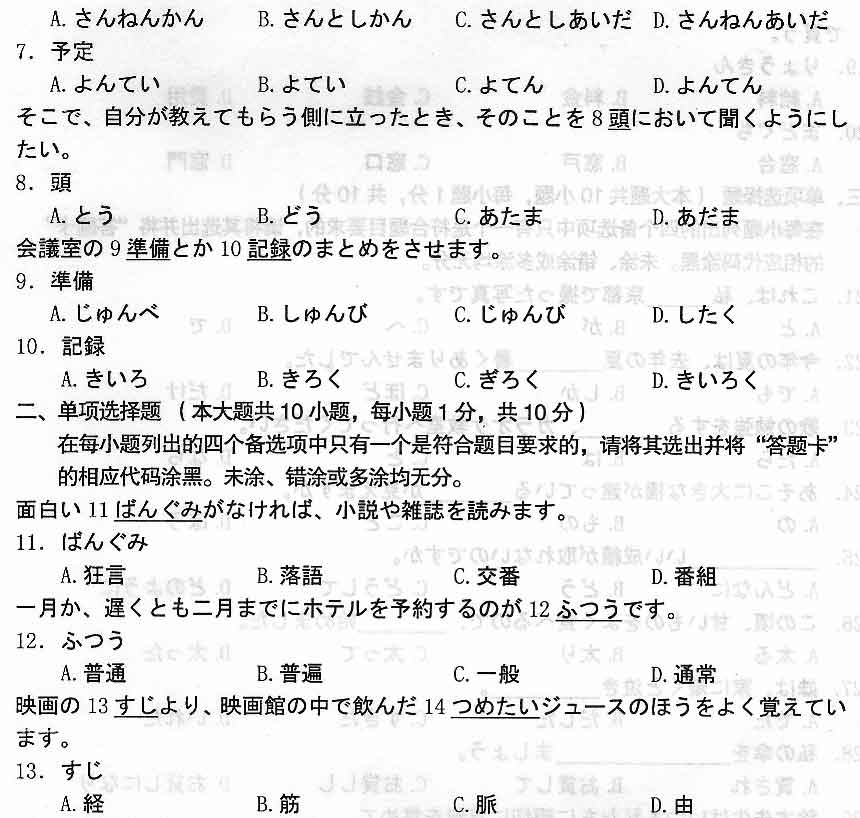 A. さんねんかん B. さんとしかん C. さんとしあいだ D. さんねんあいだ
7. 予定
A. よんてい B. よてい C. よてん D. よんてん
そこで、自分が教えてもらう側に立ったとき、そのことを 8 頭において聞くようにし
たい。
8. 頭
A. とう B. どう C. あたま D. あだま
会議室の 9 準備とか 10 記録のまとめをさせます。
9. 準備
A. じゅんべ B. しゅんび C. じゅんび D. したく
10. 記録
A. きいろ B. きろく C. ぎろく D. きいろく
二、单项选择题 (本大题共 10 小题，每小题 1 分，共 10 分)
在每小题列出的四个备选项中只有一个是符合题目要求的，请将其选出并将“答题卡”
的相应代码涂黑。未涂、错涂或多涂均无分。
面白い 11 ばんぐみがなければ、小説や雑誌を読みます。
11. ばんぐみ
A. 狂言 B. 落語 C. 交番 D. 番組
一月か、遅くとも二月までにホテルを予約するのが 12 ふつうです。
12. ふつう
A. 普通 B. 普遍 C. 一般 D. 通常
映画の 13 すじより、映画館の中で飲んだ 14 つめたいジュースのほうをよく覚えてい
ます。
13. すじ
A. 経 B. 筋 C. 脈 D. 由